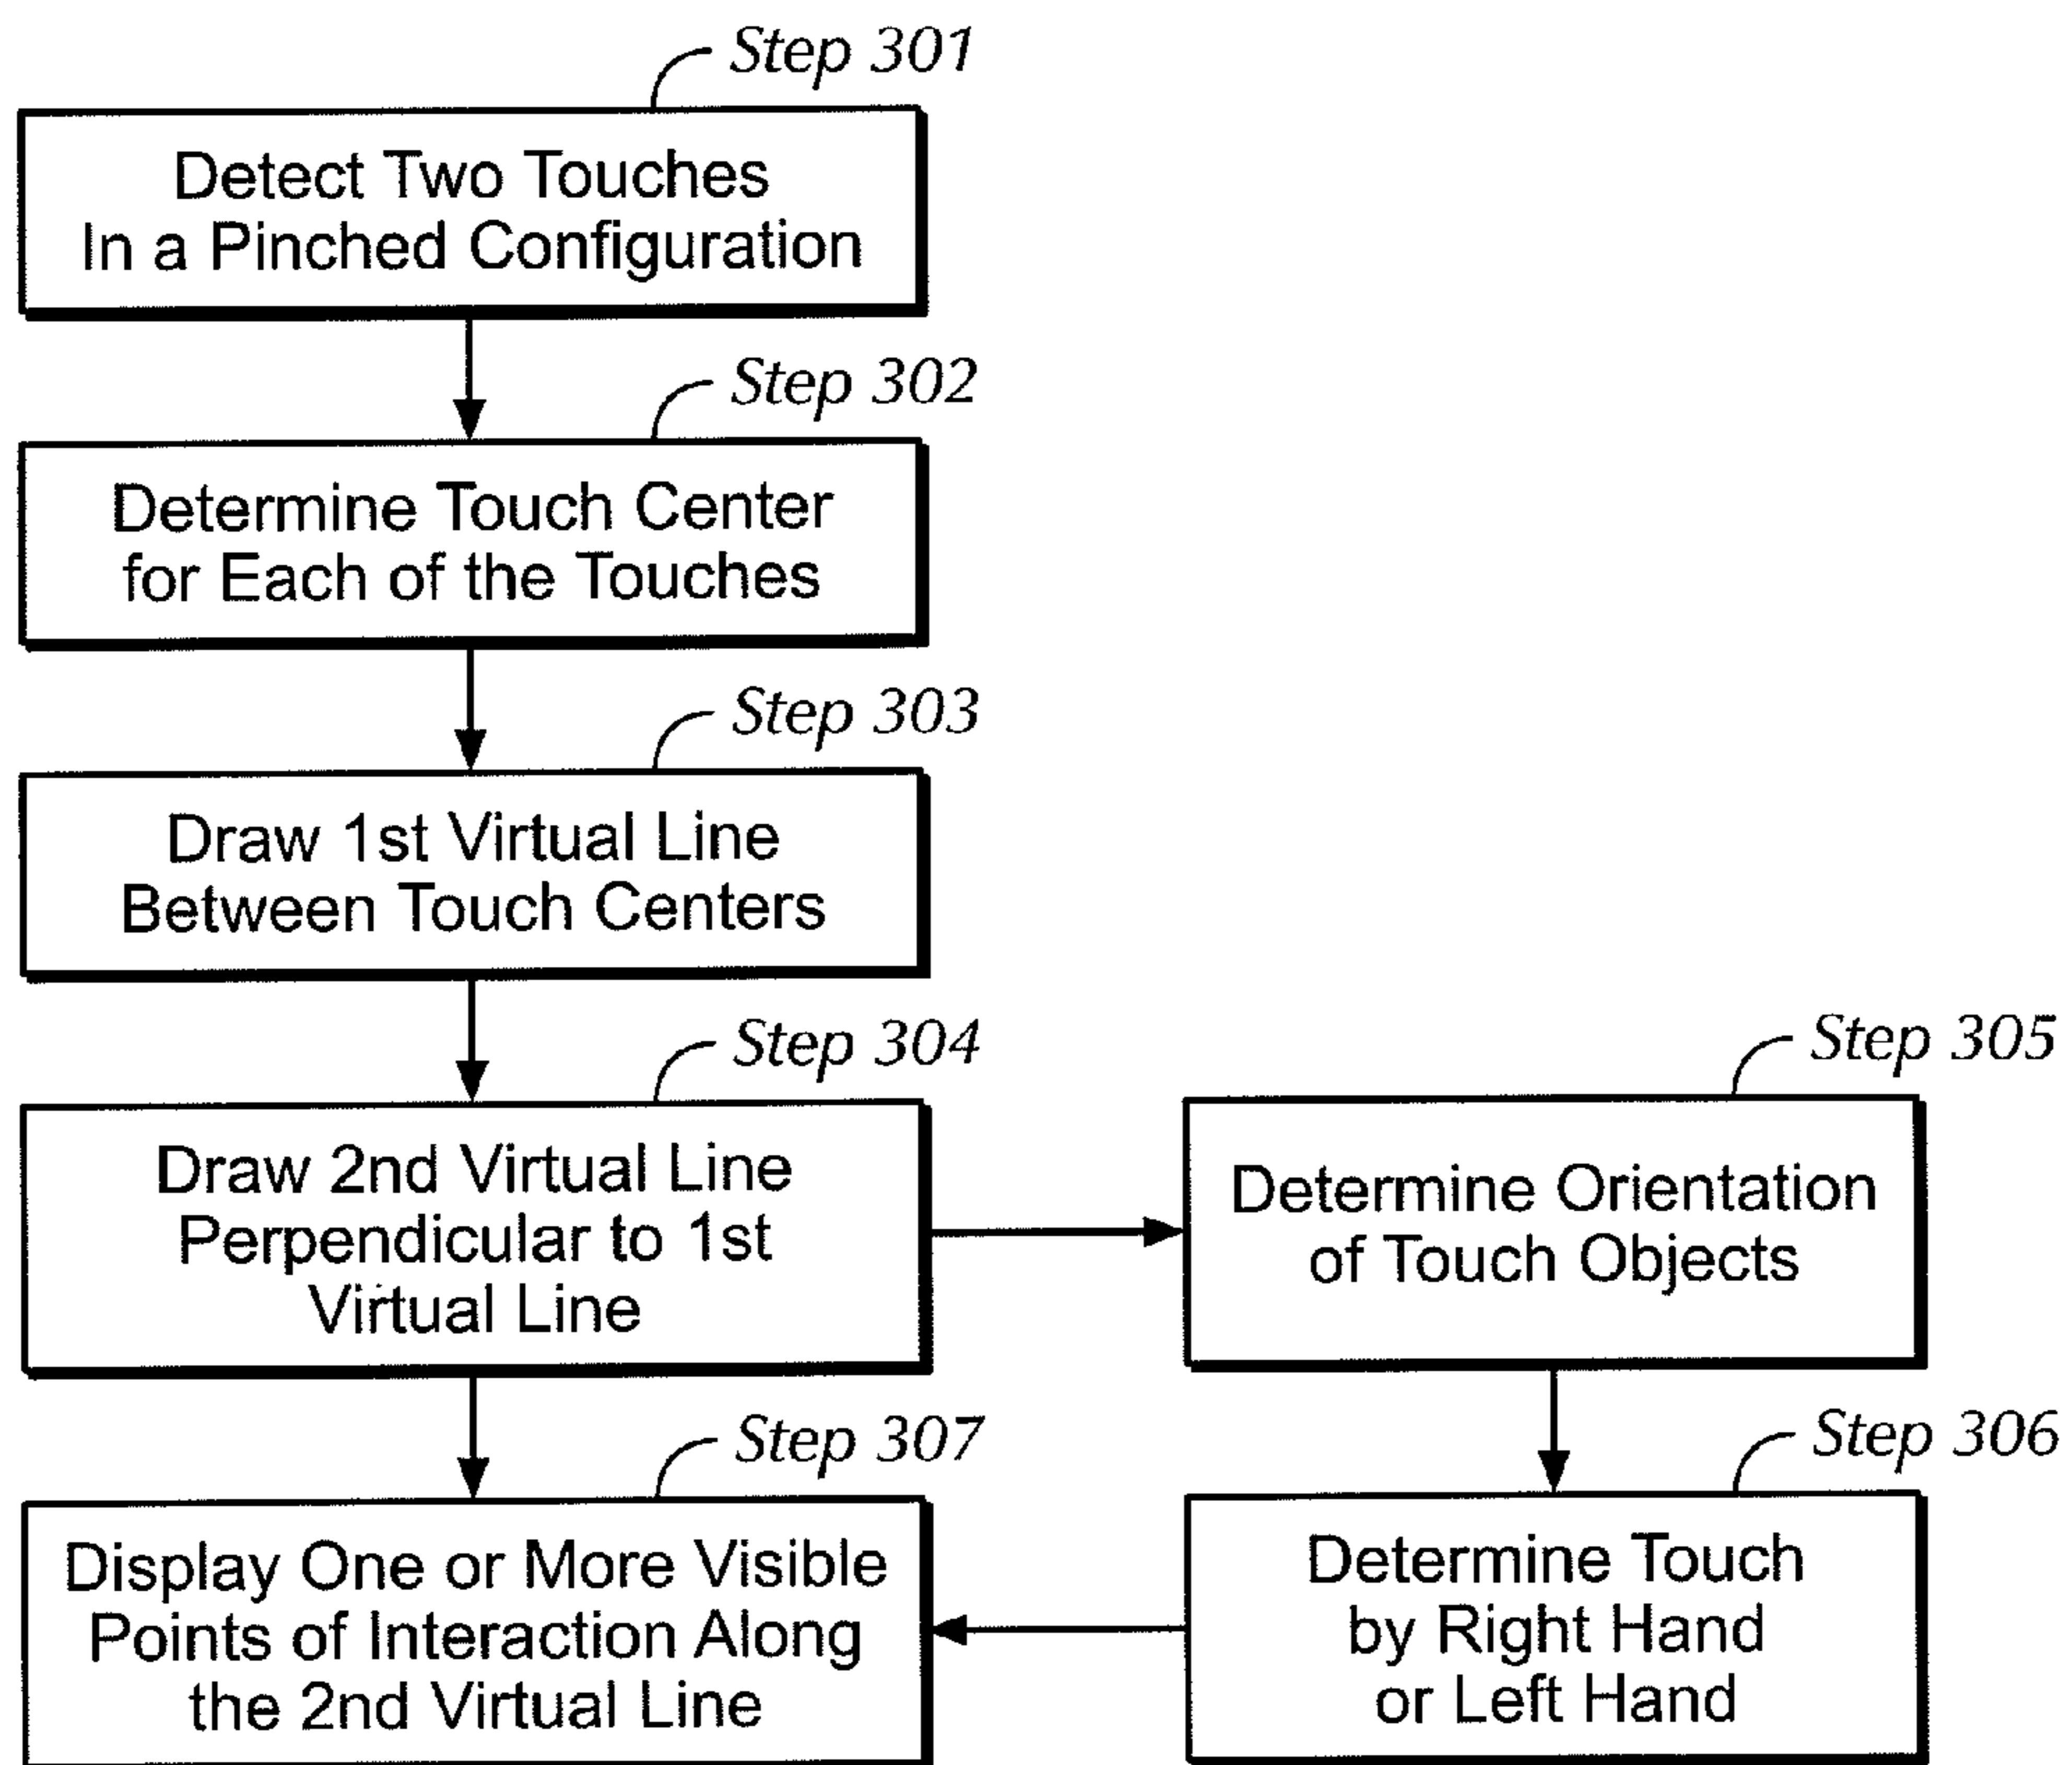 Step 301
Detect Two Touches
In a Pinched Configuration
Step 302
Determine Touch Center
for Each of the Touches
Step 303
Draw 1st Virtual Line
Between Touch Centers
Step 304
Draw 2nd Virtual Line
Perpendicular to 1st
Virtual Line
Step 305
Determine Orientation
of Touch Objects
Step 306
Determine Touch
by Right Hand
or Left Hand
Step 307
Display One or More Visible
Points of Interaction Along
the 2nd Virtual Line